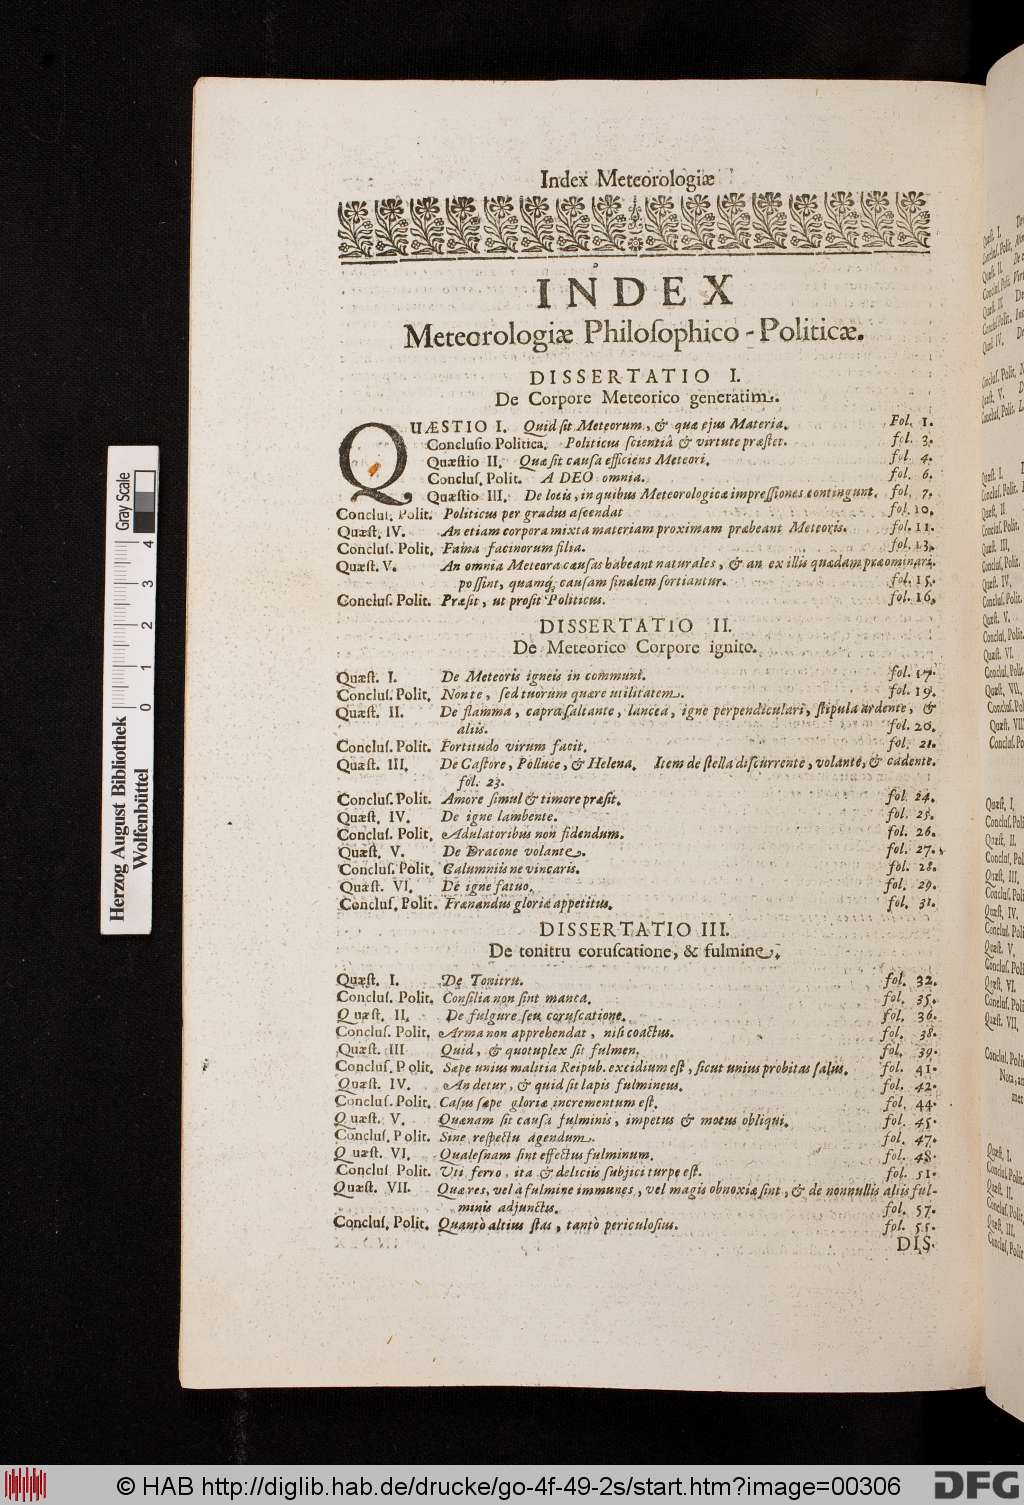 Index Meteorologiæ
INDEX
Meteorologiæ Philoſophico-Politicæ.
DISSERTATIO I.
De Corpore Meteorico generatim.
QUÆSTIO I. Quid ſit Meteorum, & quæ ejus Materia. Fol. 1.
Concluſio Politica. Politicus ſcientiâ & virtute præſtet. fol. 3.
Quæſtio II. Quæ ſit cauſa efficiens Meteori. fol. 4.
Concluſ. Polit. A DEO omnia. fol. 6.
Quæſtio III. De locis, in quibus Meteorologicæ impreſſiones contingunt. fol. 7.
Concluſ. Polit. Politicus per gradus aſcendat fol. 10.
Quæſt. IV. An etiam corpora mixta materiam proximam præbeant Meteoris. fol. 11.
Concluſ. Polit. Fama facinorum filia. fol. 13.
Quæſt. V. An omnia Meteora cauſas habeant naturales, & an ex illis quædam præominari
poſſint, quamq; cauſam finalem ſortiantur. fol. 15.
Concluſ. Polit. Præſit, ut proſit Politicus. fol. 16.
DISSERTATIO II.
De Meteorico Corpore ignito.
Quæſt. I. De Meteoris igneis in communi. fol. 17.
Concluſ. Polit. Non te, ſed tuorum quære utilitatem. fol. 19.
Quæſt. II. De flamma, capra ſaltante, lancea, igne perpendiculari, ſtipula ardente, &
aliis. fol. 20.
Concluſ. Polit. Fortitudo virum facit. fol. 21.
Quæſt. III. De Caſtore, Polluce, & Helena. Item de ſtella diſcurrente, volante, & cadente.
fol. 23.
Concluſ. Polit. Amore ſimul & timore præſit. fol. 24.
Quæſt. IV. De igne lambente. fol. 25.
Concluſ. Polit. Adulatoribus non fidendum. fol. 26.
Quæſt. V. De Dracone volante. fol. 27.
Concluſ. Polit. Calumniis ne vincaris. fol. 28.
Quæſt. VI. De igne fatuo. fol. 29.
Concluſ. Polit. Frænandus gloriæ appetitus. fol. 31.
DISSERTATIO III.
De tonitru coruſcatione, & fulmine.
Quæſt. I. De Tonitru. fol. 32.
Concluſ. Polit. Conſilia non ſint manca. fol. 35.
Quæſt. II. De fulgure ſeu coruſcatione. fol. 36.
Concluſ. Polit. Arma non apprehendat, niſi coactus. fol. 38.
Quæſt. III Quid, & quotuplex ſit fulmen. fol. 39.
Concluſ. Polit. Sæpe unius malitia Reipub. excidium eſt, ſicut unius probitas ſalus. fol. 41.
Quæſt. IV. An detur, & quid ſit lapis fulmineus. fol. 42.
Concluſ. Polit. Caſus ſæpe gloriæ incrementum eſt. fol. 44.
Quæſt. V. Quænam ſit cauſa fulminis, impetus & motus obliqui. fol. 45.
Concluſ. Polit. Sine reſpectu agendum. fol. 47.
Quæſt. VI. Qualeſnam ſint effectus fulminum. fol. 48.
Concluſ Polit. Uti ferro, ita & deliciis ſubjici turpe eſt. fol. 51.
Quæſt. VII. Quæ res, vel à fulmine immunes, vel magis obnoxiæ ſint, & de nonnullis aliis ful-
minis adjunctis. fol. 57.
Concluſ. Polit. Quantò altius ſtas, tantò periculoſius. fol. 55.
DIS-
Herzog August Bibliothek
Wolfenbüttel
0 1 2 3 4
Gray Scale
© HAB http://diglib.hab.de/drucke/go-4f-49-2s/start.htm?image=00306
DFG